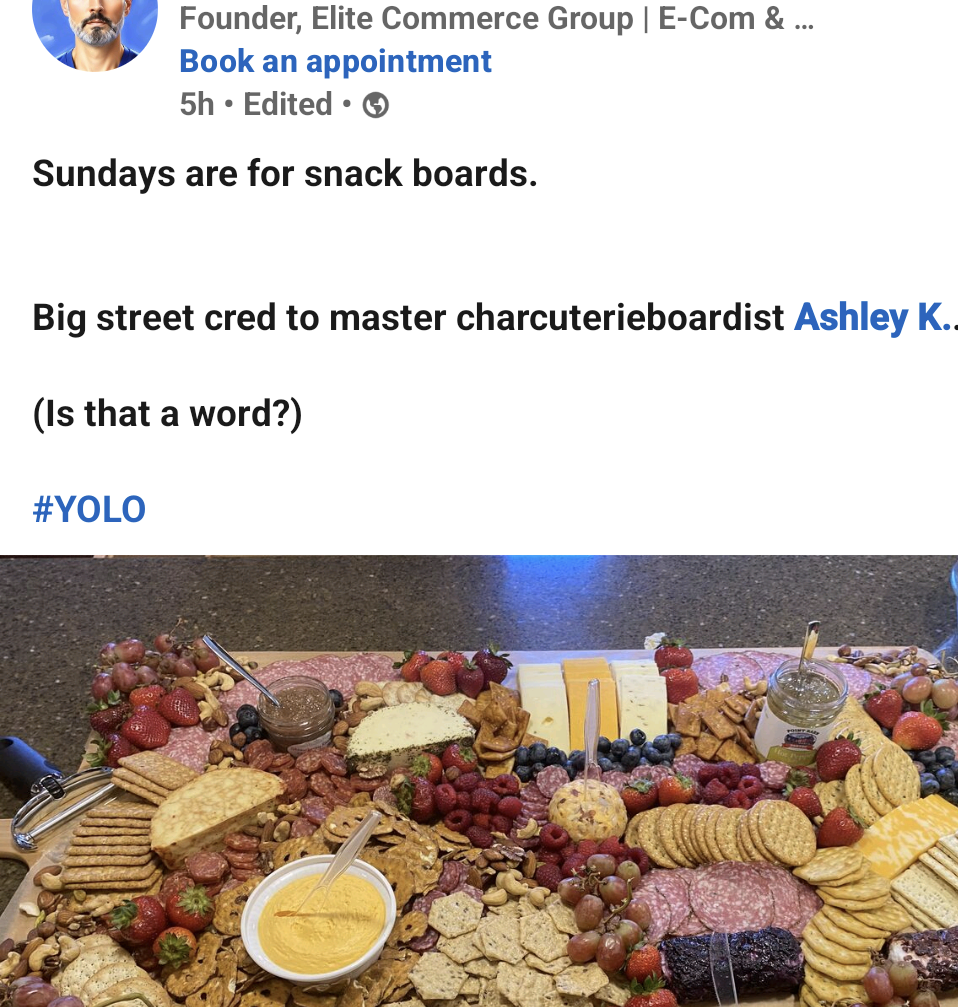 Founder, Elite Commerce Group | E-Com & ...
Book an appointment
5h • Edited •
Sundays are for snack boards.
Big street cred to master charcuterieboardist Ashley K..
(Is that a word?)
#YOLO